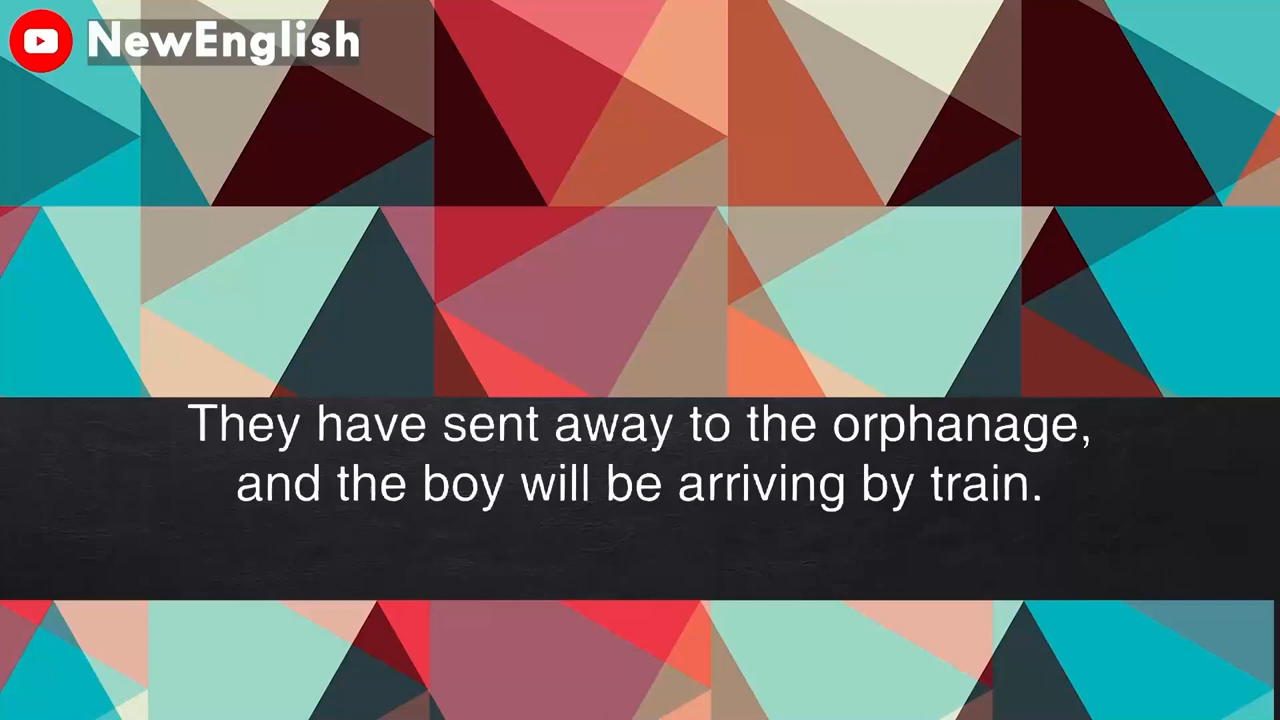 NewEnglish
They have sent away to the orphanage,
and the boy will be arriving by train.